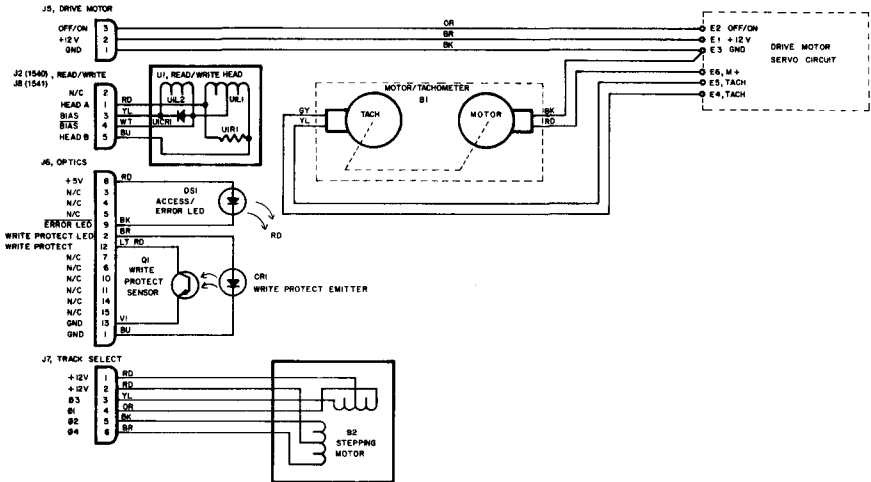 J5, DRIVE MOTOR
OFF/ON 3 OR E2 OFF/ON
+12V 2 BR E1 +12V
GND 1 BK E3 GND
DRIVE MOTOR
SERVO CIRCUIT
E6, M+
E5, TACH
E4, TACH
J2 (1540), READ/WRITE
J8 (1541)
U1, READ/WRITE HEAD
N/C 2
HEAD A 1 RD
BIAS 3 YL
BIAS 4 WT
HEAD B 5 BU
U1L2
U1L1
U1CR1
U1R1
MOTOR/TACHOMETER
B1
GY
YL
TACH
MOTOR
BK
RD
J6, OPTICS
+5V 8 RD
N/C 3
N/C 4
N/C 5
ERROR LED 9 BK
WRITE PROTECT LED 2 BR
WRITE PROTECT 12 LT RD
N/C 7
N/C 6
N/C 10
N/C 11
N/C 14
N/C 15
GND 13 VI
GND 1 BU
DS1
ACCESS/
ERROR LED
RD
Q1
WRITE
PROTECT
SENSOR
CR1
WRITE PROTECT EMITTER
J7, TRACK SELECT
+12V 1 RD
+12V 2 RD
Ø3 3 YL
Ø1 4 OR
Ø2 5 BK
Ø4 6 BR
B2
STEPPING
MOTOR